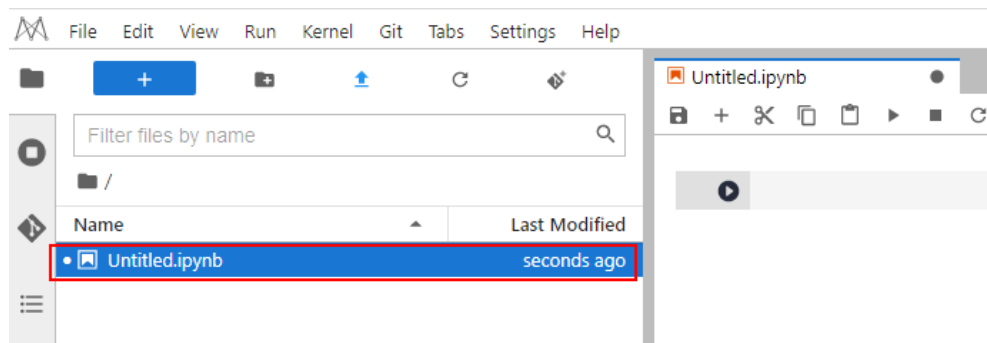 File Edit View Run Kernel Git Tabs Settings Help
Untitled.ipynb
Filter files by name
/
Name Last Modified
Untitled.ipynb seconds ago